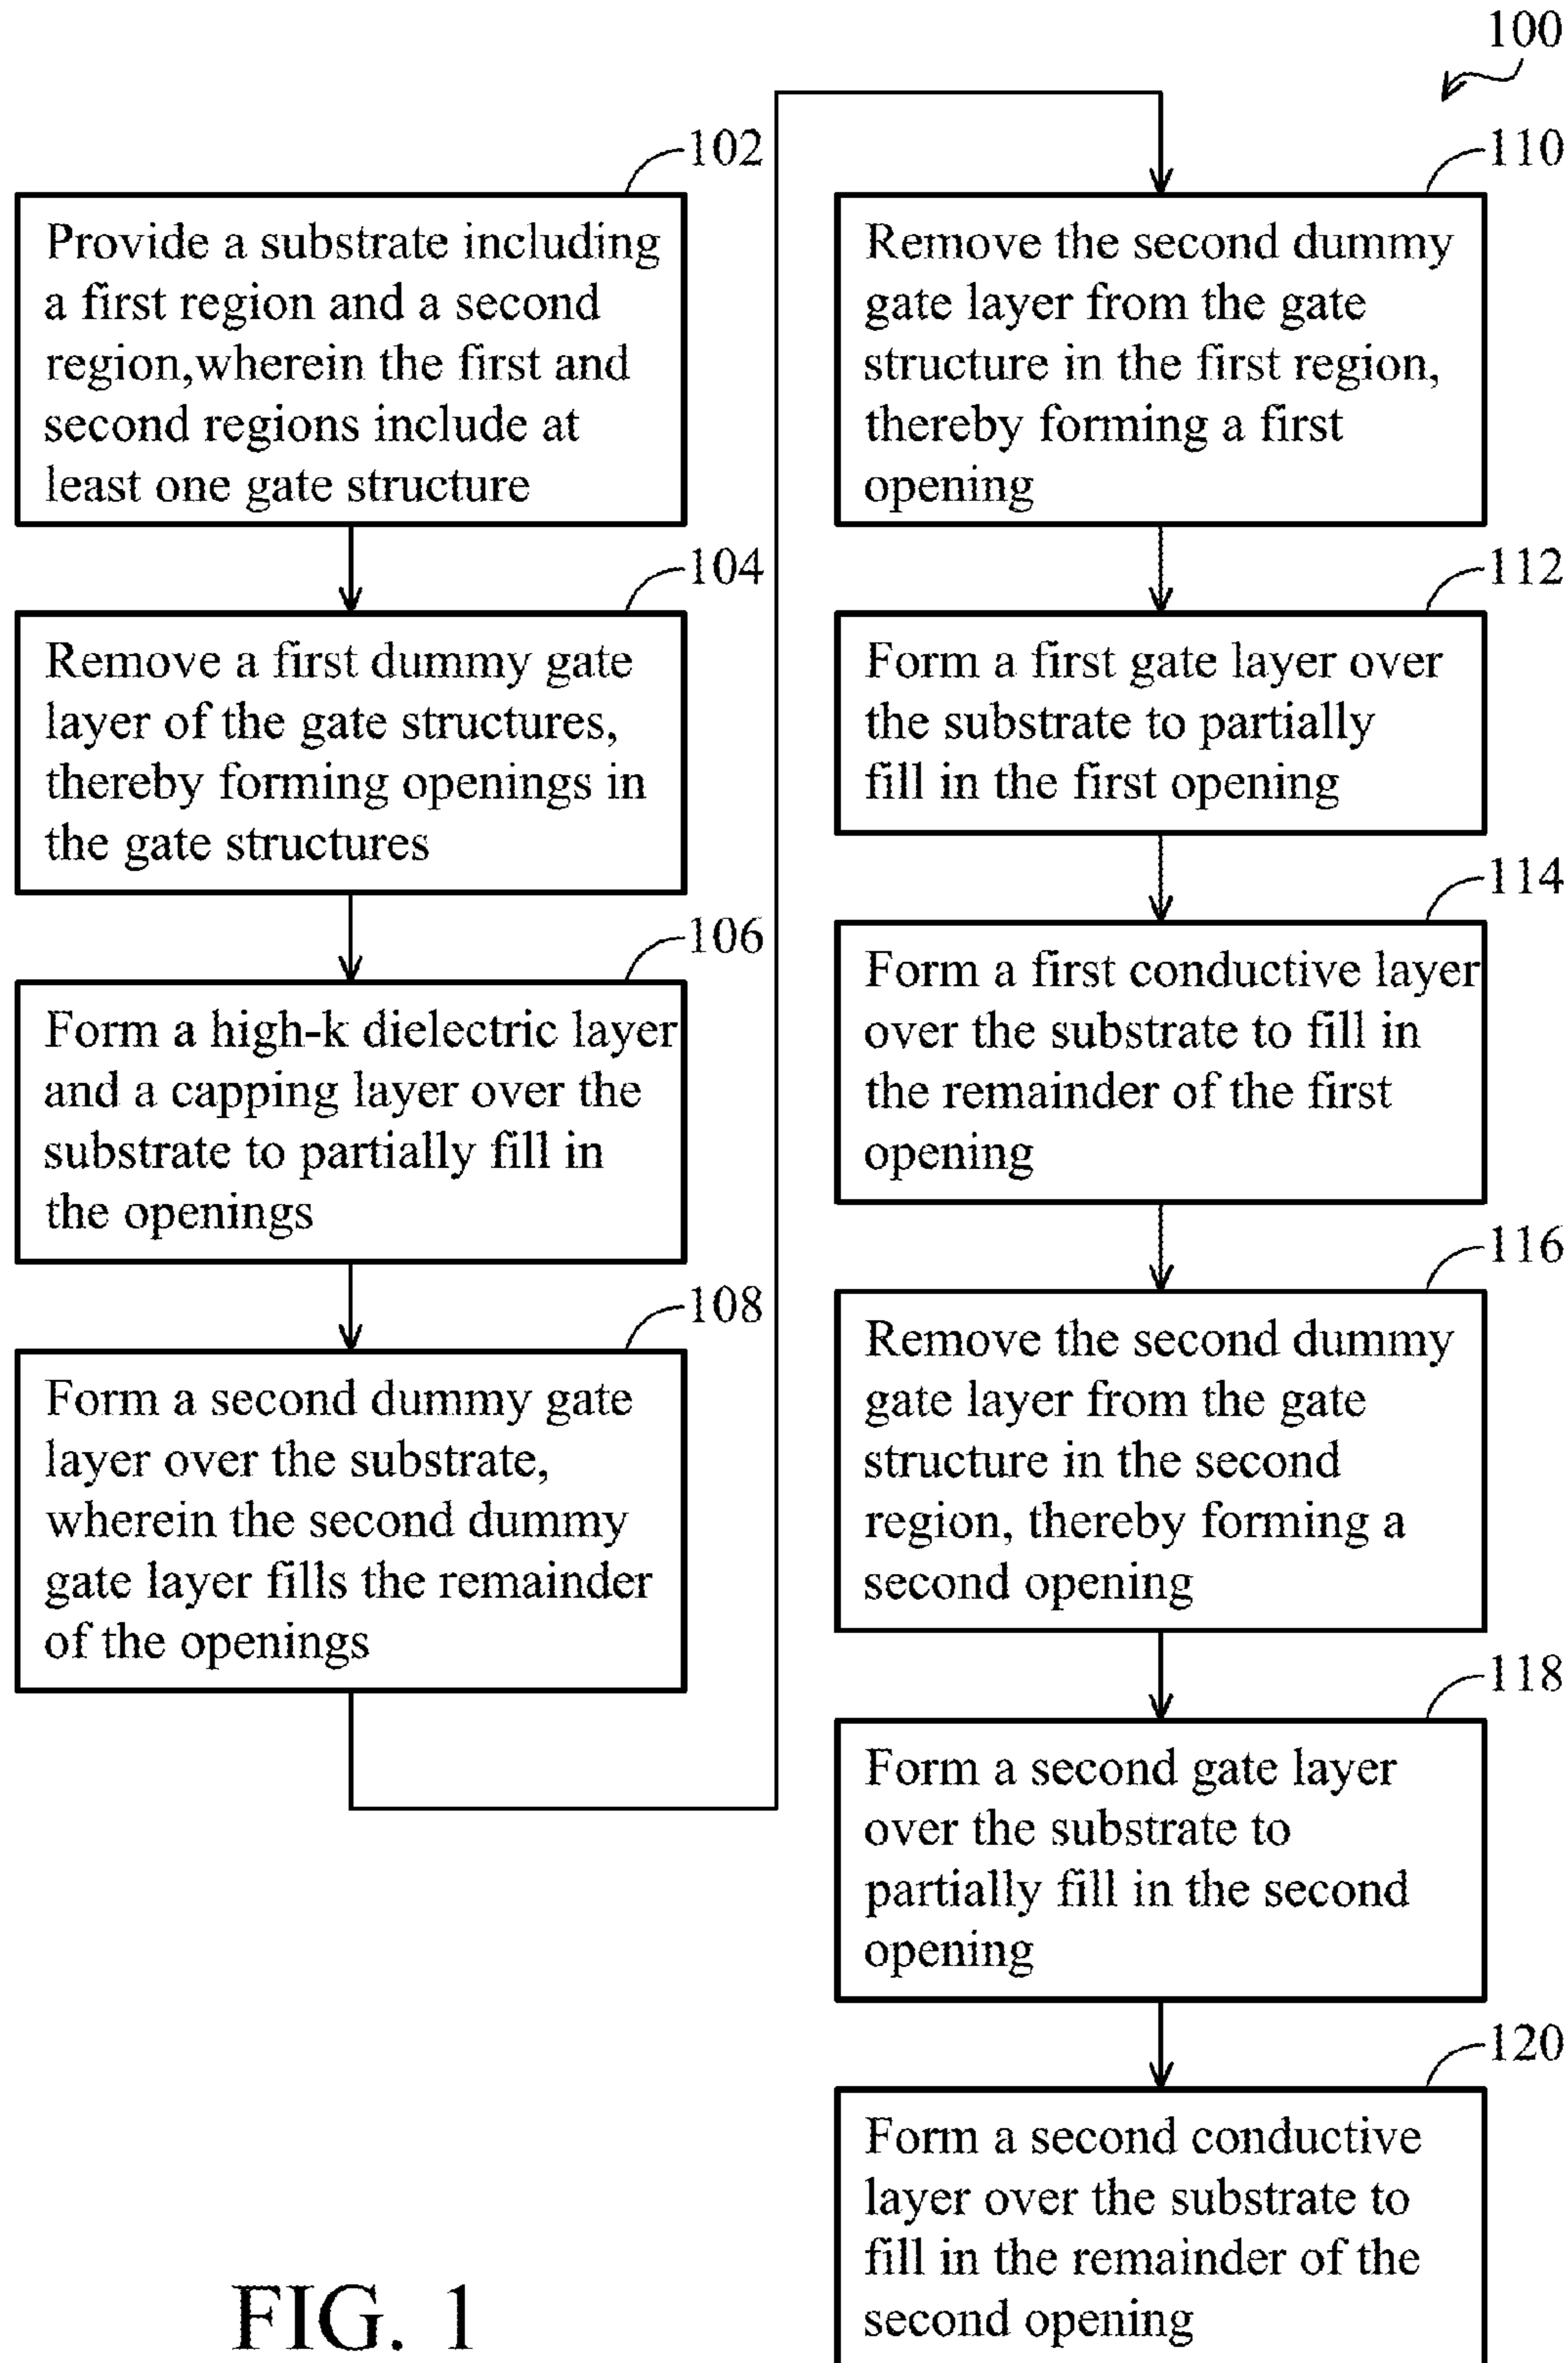 100
102
Provide a substrate including
a first region and a second
region,wherein the first and
second regions include at
least one gate structure
104
Remove a first dummy gate
layer of the gate structures,
thereby forming openings in
the gate structures
106
Form a high-k dielectric layer
and a capping layer over the
substrate to partially fill in
the openings
108
Form a second dummy gate
layer over the substrate,
wherein the second dummy
gate layer fills the remainder
of the openings
110
Remove the second dummy
gate layer from the gate
structure in the first region,
thereby forming a first
opening
112
Form a first gate layer over
the substrate to partially
fill in the first opening
114
Form a first conductive layer
over the substrate to fill in
the remainder of the first
opening
116
Remove the second dummy
gate layer from the gate
structure in the second
region, thereby forming a
second opening
118
Form a second gate layer
over the substrate to
partially fill in the second
opening
120
Form a second conductive
layer over the substrate to
fill in the remainder of the
second opening
FIG. 1